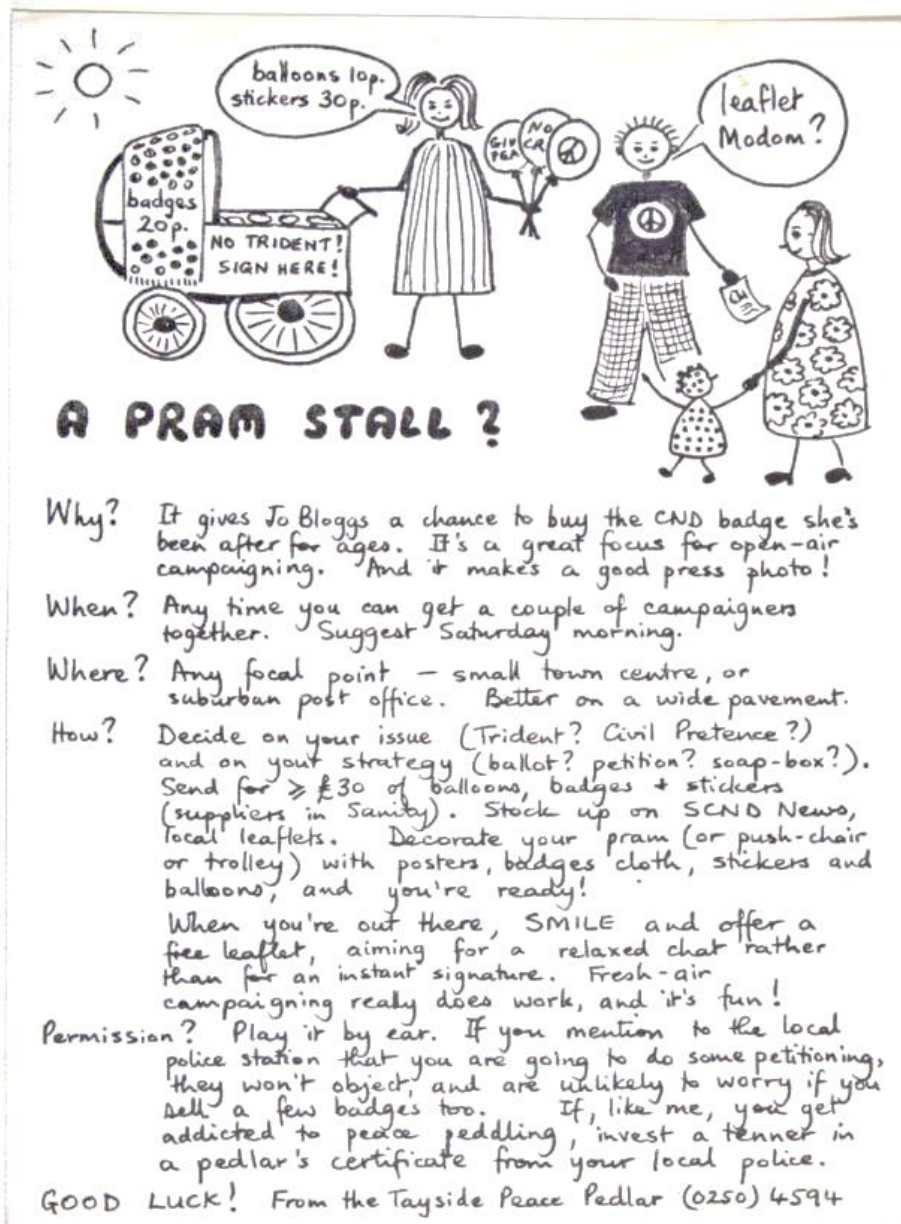 balloons 10p.
stickers 30p.
leaflet
Modom?
GIV
PEA
NO
CR
badges
20p.
NO TRIDENT!
SIGN HERE!
A PRAM STALL?
Why? It gives Jo Bloggs a chance to buy the CND badge she's
been after for ages. It's a great focus for open-air
campaigning. And it makes a good press photo!
When? Any time you can get a couple of campaigners
together. Suggest Saturday morning.
Where? Any focal point – small town centre, or
suburban post office. Better on a wide pavement.
How? Decide on your issue (Trident? Civil Pretence?)
and on your strategy (ballot? petition? soap-box?).
Send for ≥ £30 of balloons, badges + stickers
(suppliers in Sanity). Stock up on SCND News,
local leaflets. Decorate your pram (or push-chair
or trolley) with posters, badges cloth, stickers and
balloons, and you're ready!
When you're out there, SMILE and offer a
free leaflet, aiming for a relaxed chat rather
than for an instant signature. Fresh-air
campaigning really does work, and it's fun!
Permission? Play it by ear. If you mention to the local
police station that you are going to do some petitioning,
they won't object, and are unlikely to worry if you
sell a few badges too. If, like me, you get
addicted to peace peddling, invest a tenner in
a pedlar's certificate from your local police.
GOOD LUCK! From the Tayside Peace Pedlar (0250) 4594